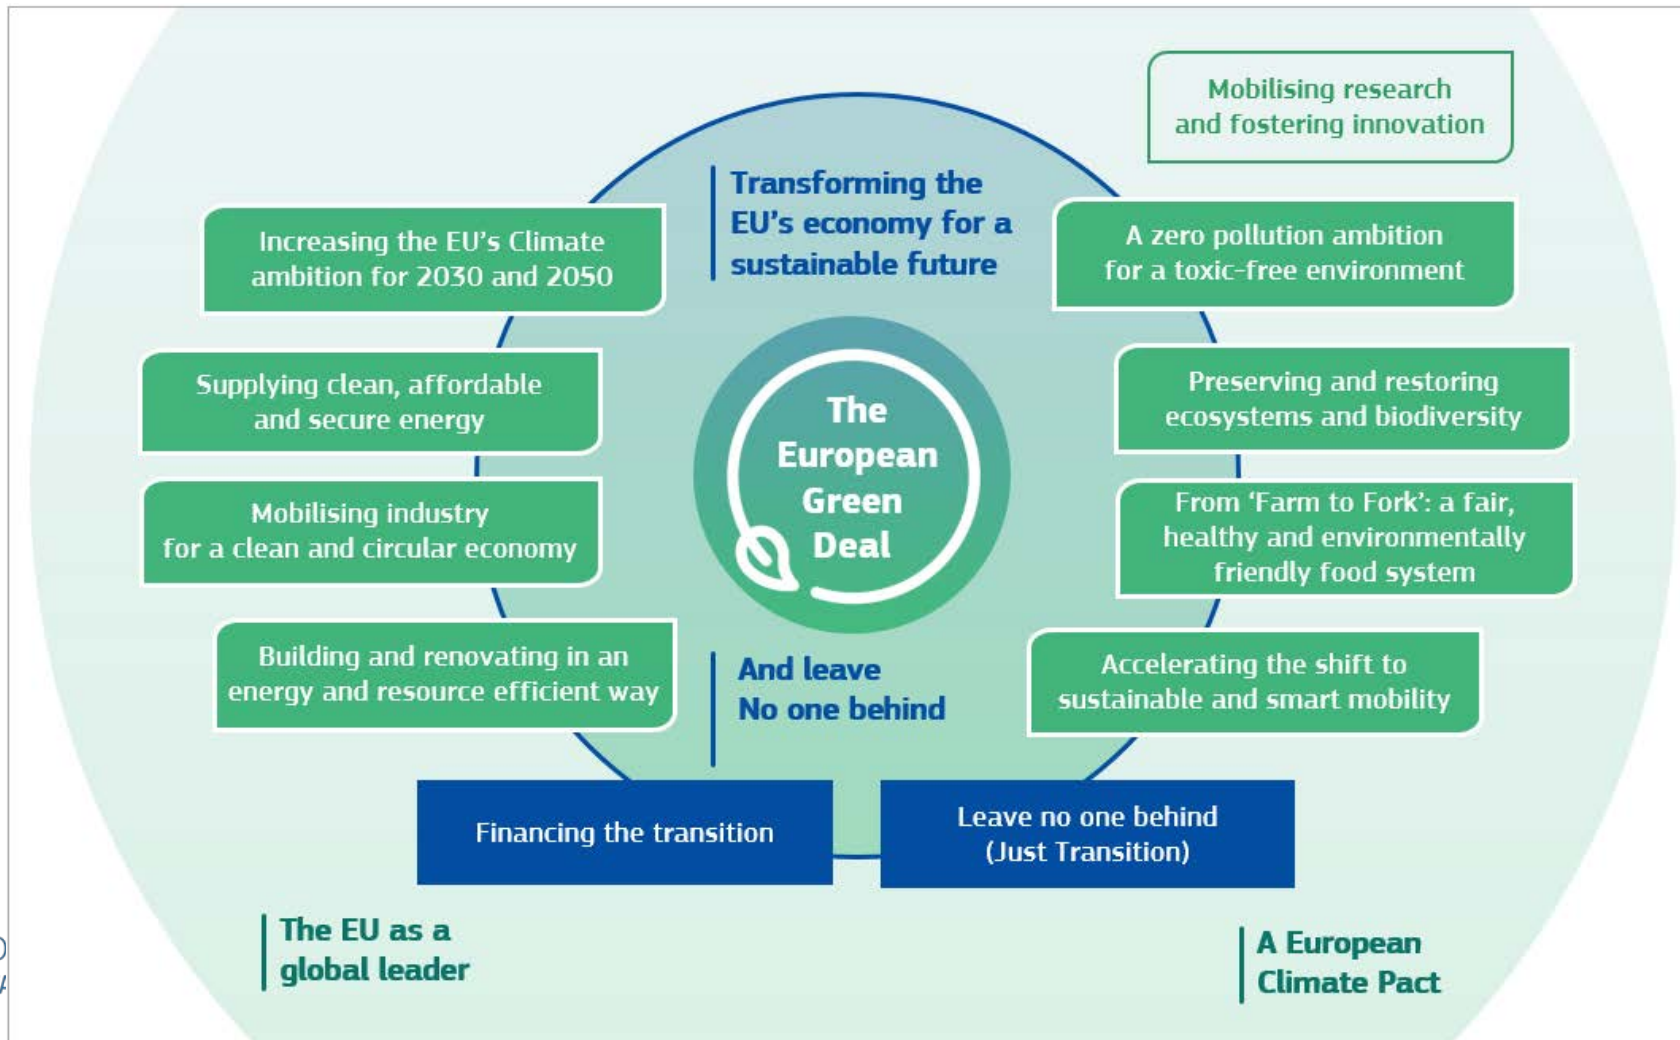 Mobilising research
and fostering innovation
Transforming the
EU's economy for a
sustainable future
Increasing the EU's Climate
ambition for 2030 and 2050
A zero pollution ambition
for a toxic-free environment
Supplying clean, affordable
and secure energy
Preserving and restoring
ecosystems and biodiversity
The
European
Green
Deal
Mobilising industry
for a clean and circular economy
From ‘Farm to Fork’: a fair,
healthy and environmentally
friendly food system
Building and renovating in an
energy and resource efficient way
And leave
No one behind
Accelerating the shift to
sustainable and smart mobility
Financing the transition
Leave no one behind
(Just Transition)
The EU as a
global leader
A European
Climate Pact